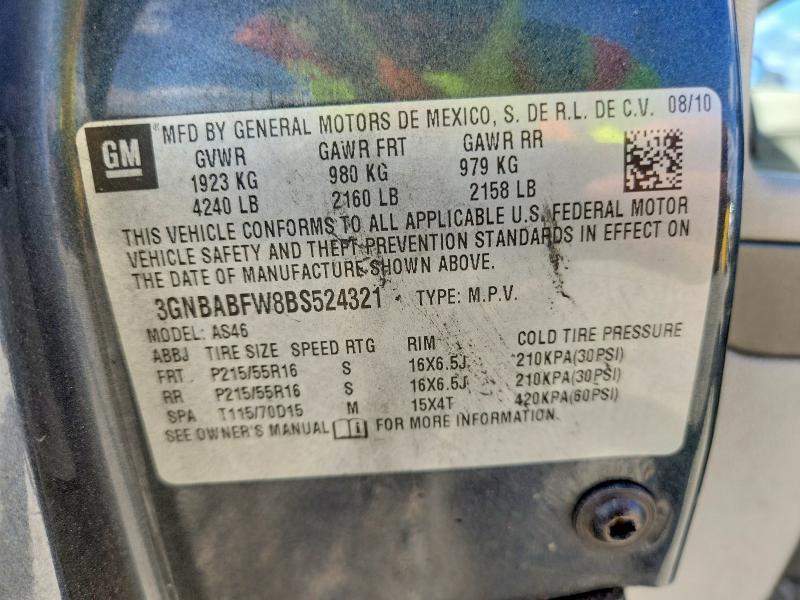 GM ® MFD BY GENERAL MOTORS DE MEXICO, S. DE R.L. DE C.V. 08/10
GVWR GAWR FRT GAWR RR
1923 KG 980 KG 979 KG
4240 LB 2160 LB 2158 LB
THIS VEHICLE CONFORMS TO ALL APPLICABLE U.S. FEDERAL MOTOR
VEHICLE SAFETY AND THEFT PREVENTION STANDARDS IN EFFECT ON
THE DATE OF MANUFACTURE SHOWN ABOVE.
3GNBABFW8BS524321 TYPE: M.P.V.
MODEL: AS46
ABBJ TIRE SIZE SPEED RTG RIM COLD TIRE PRESSURE
FRT P215/55R16 S 16X6.5J 210KPA(30PSI)
RR P215/55R16 S 16X6.5J 210KPA(30PSI)
SPA T115/70D15 M 15X4T 420KPA(60PSI)
SEE OWNER'S MANUAL i FOR MORE INFORMATION.